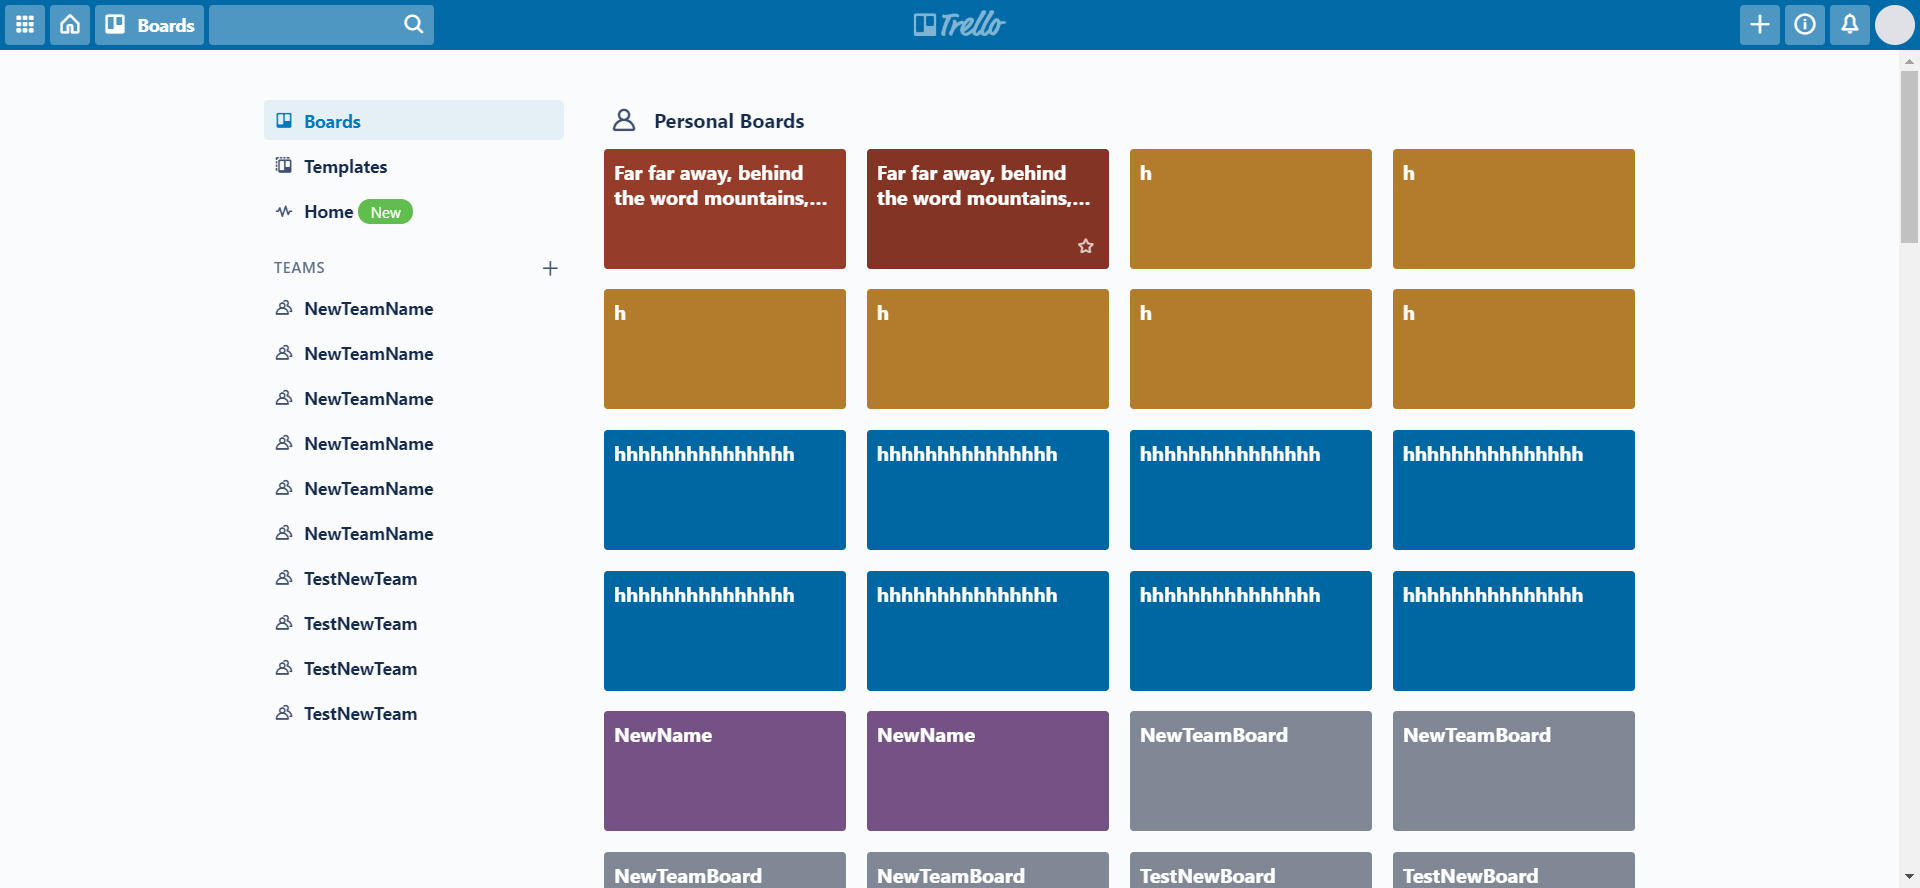 Boards
Trello
Boards
Templates
Home New
TEAMS
NewTeamName
NewTeamName
NewTeamName
NewTeamName
NewTeamName
NewTeamName
TestNewTeam
TestNewTeam
TestNewTeam
TestNewTeam
Personal Boards
Far far away, behind
the word mountains,...
Far far away, behind
the word mountains,...
h
h
h
h
h
h
hhhhhhhhhhhhhhh
hhhhhhhhhhhhhhh
hhhhhhhhhhhhhhh
hhhhhhhhhhhhhhh
hhhhhhhhhhhhhhh
hhhhhhhhhhhhhhh
hhhhhhhhhhhhhhh
hhhhhhhhhhhhhhh
NewName
NewName
NewTeamBoard
NewTeamBoard
NewTeamBoard
NewTeamBoard
TestNewBoard
TestNewBoard